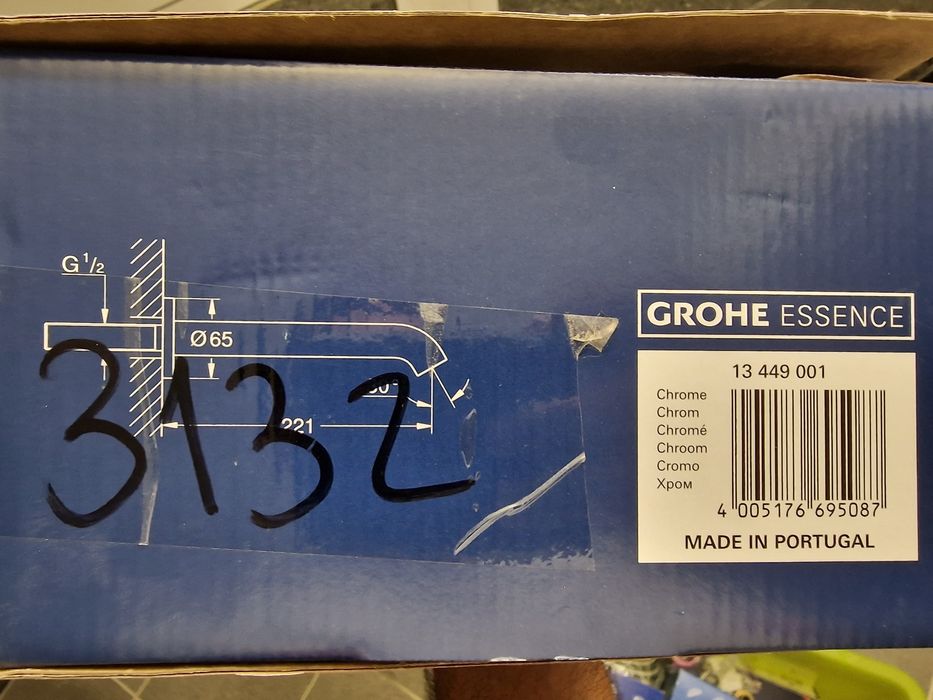 G 1/2
Ø 65
221
3132
GROHE ESSENCE
13 449 001
Chrome
Chrom
Chromé
Chroom
Cromo
Хром
4 005176 695087
MADE IN PORTUGAL